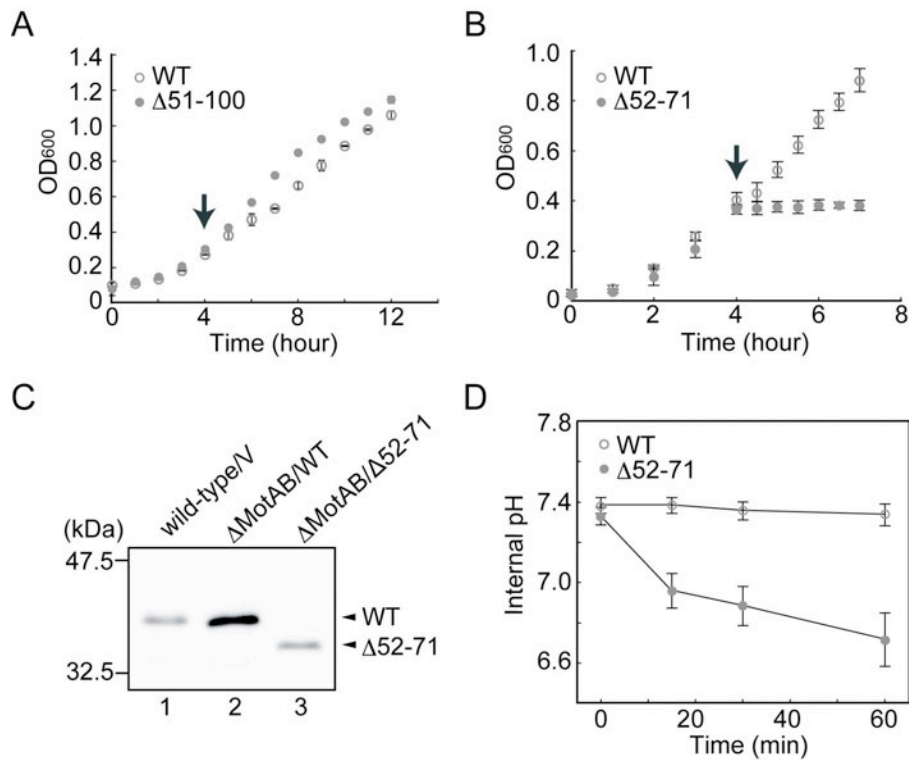 A
OD600
1.4
1.2
1.0
0.8
0.6
0.4
0.2
0
WT
Δ51-100
0
4
8
12
Time (hour)
B
OD600
1.0
0.8
0.6
0.4
0.2
0
WT
Δ52-71
0
2
4
6
8
Time (hour)
C
wild-type/V
ΔMotAB/WT
ΔMotAB/Δ52-71
(kDa)
47.5
32.5
WT
Δ52-71
1
2
3
D
Internal pH
7.8
7.4
7.0
6.6
WT
Δ52-71
0
20
40
60
Time (min)